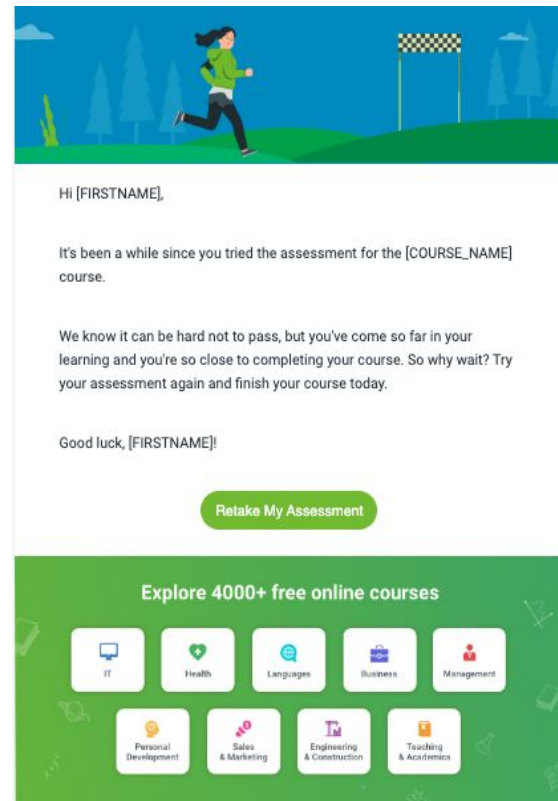 Hi [FIRSTNAME],
It's been a while since you tried the assessment for the [COURSE_NAME]
course.
We know it can be hard not to pass, but you've come so far in your
learning and you're so close to completing your course. So why wait? Try
your assessment again and finish your course today.
Good luck, [FIRSTNAME]!
Retake My Assessment
Explore 4000+ free online courses
IT
Health
Languages
Business
Management
Personal
Development
Sales
& Marketing
Engineering
& Construction
Teaching
& Academics